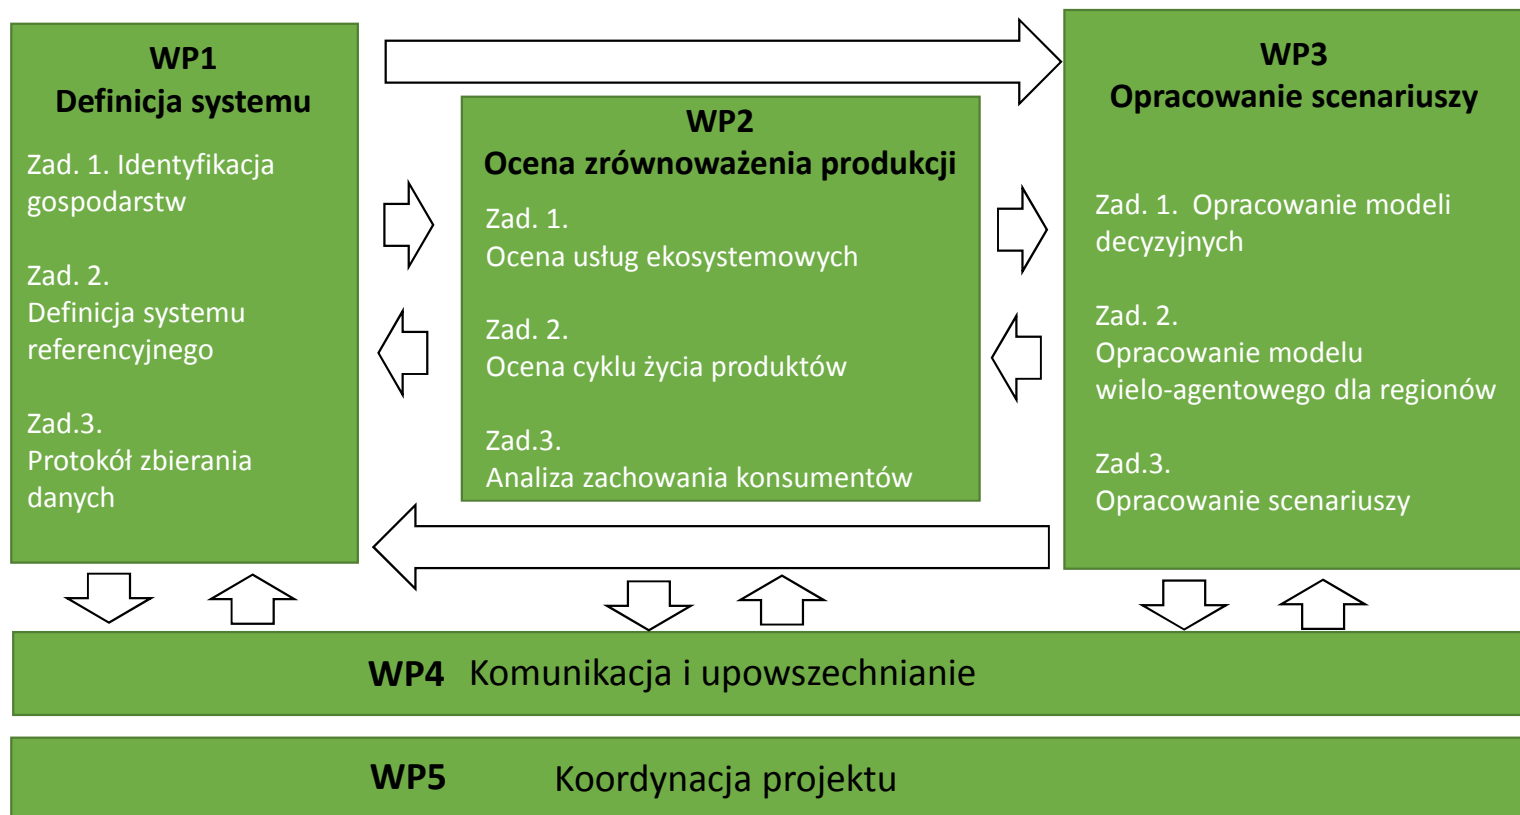 WP1
Definicja systemu
Zad. 1. Identyfikacja
gospodarstw
Zad. 2.
Definicja systemu
referencyjnego
Zad.3.
Protokół zbierania
danych
WP2
Ocena zrównoważenia produkcji
Zad. 1.
Ocena usług ekosystemowych
Zad. 2.
Ocena cyklu życia produktów
Zad.3.
Analiza zachowania konsumentów
WP3
Opracowanie scenariuszy
Zad. 1. Opracowanie modeli
decyzyjnych
Zad. 2.
Opracowanie modelu
wielo-agentowego dla regionów
Zad.3.
Opracowanie scenariuszy
WP4 Komunikacja i upowszechnianie
WP5 Koordynacja projektu